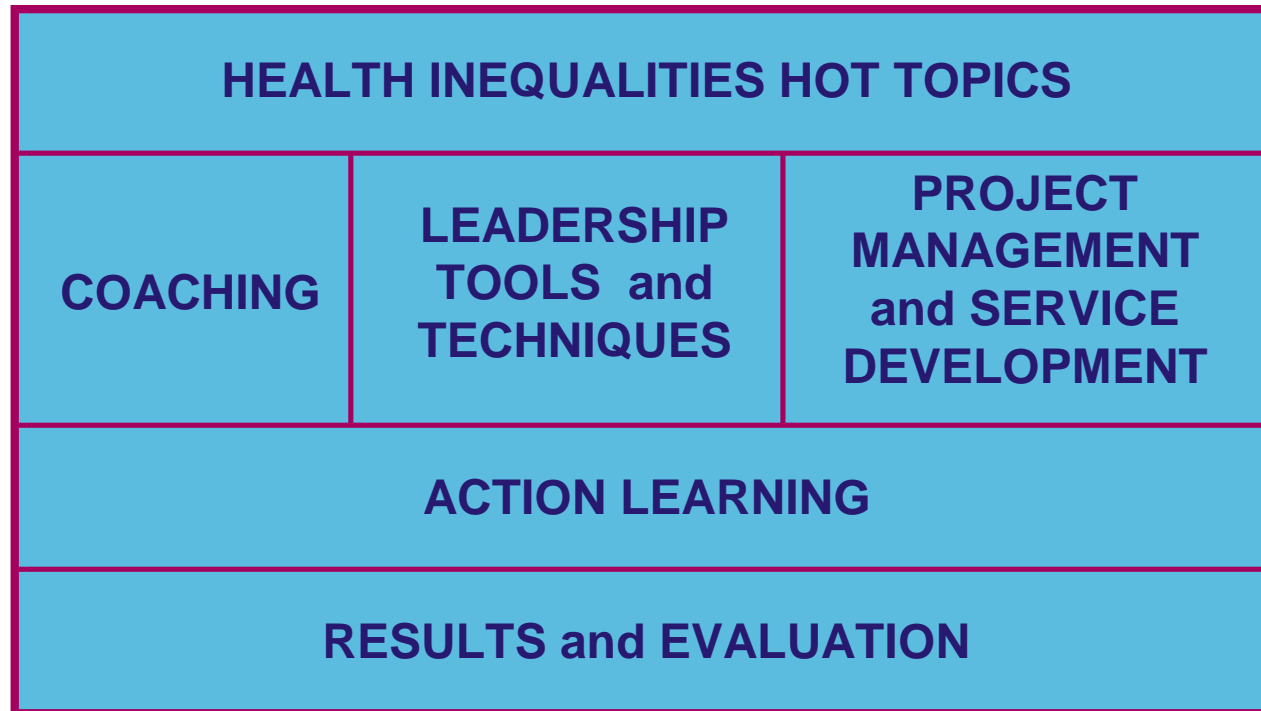 HEALTH INEQUALITIES HOT TOPICS
COACHING
LEADERSHIP
TOOLS and
TECHNIQUES
PROJECT
MANAGEMENT
and SERVICE
DEVELOPMENT
ACTION LEARNING
RESULTS and EVALUATION